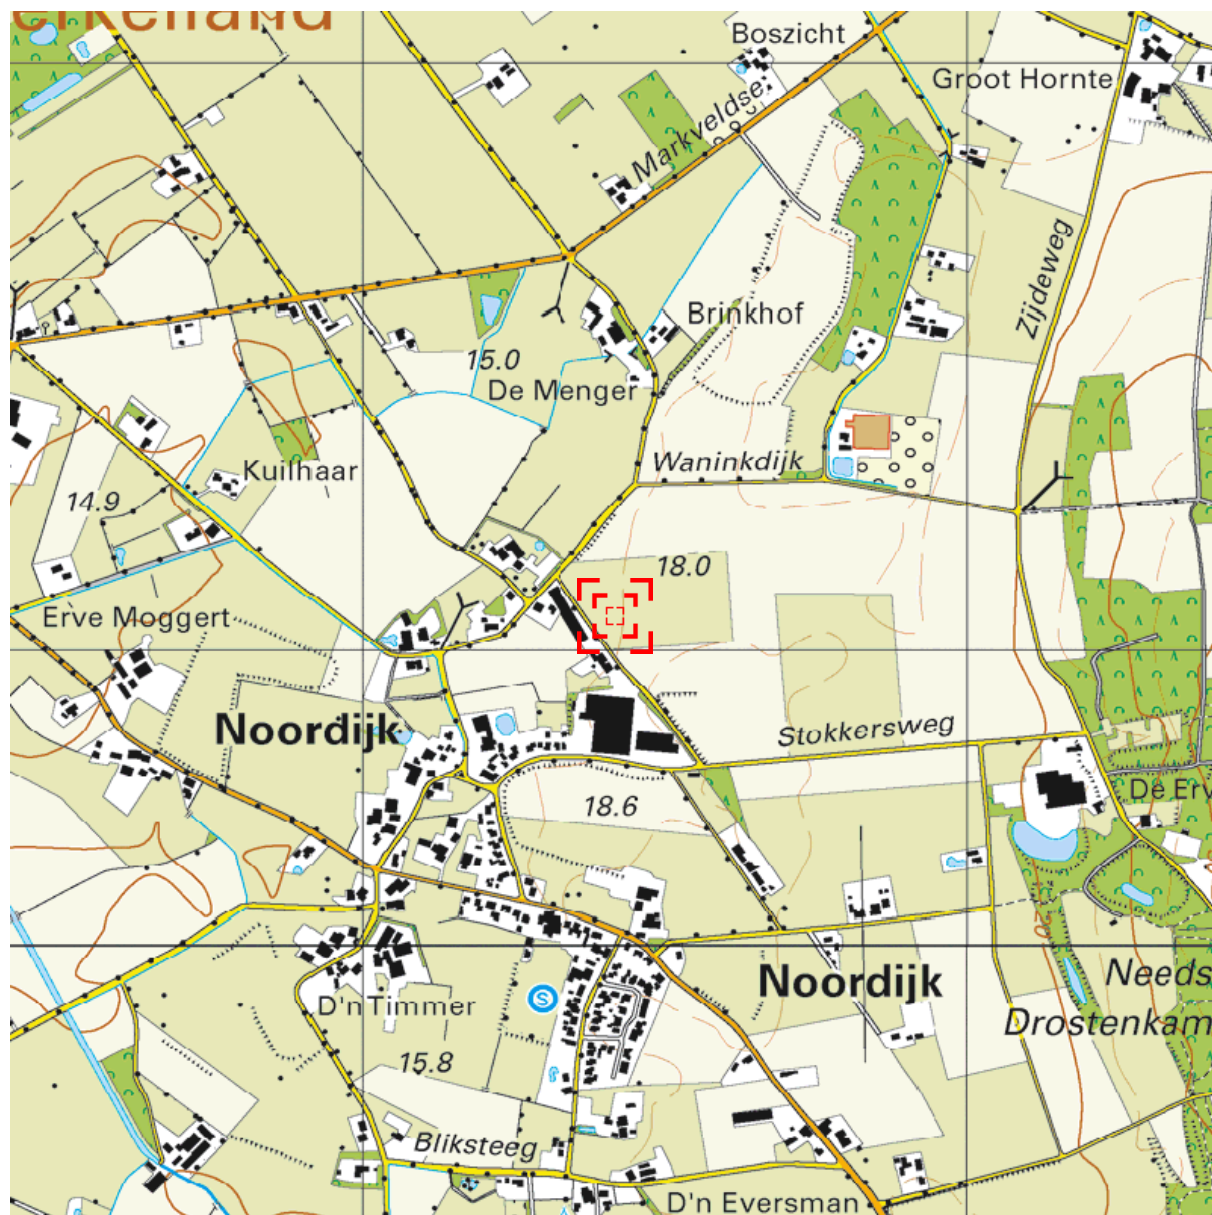 Boszicht
Groot Hornte
Markveldse
Zijdeweg
Brinkhof
15.0
De Menger
Waninkdijk
Kuilhaar
14.9
18.0
Erve Moggert
Noordijk
Stokkersweg
De Erv
18.6
Noordijk
Needs
D'n Timmer
S
Drostenkam
15.8
Bliksteeg
D'n Eversman